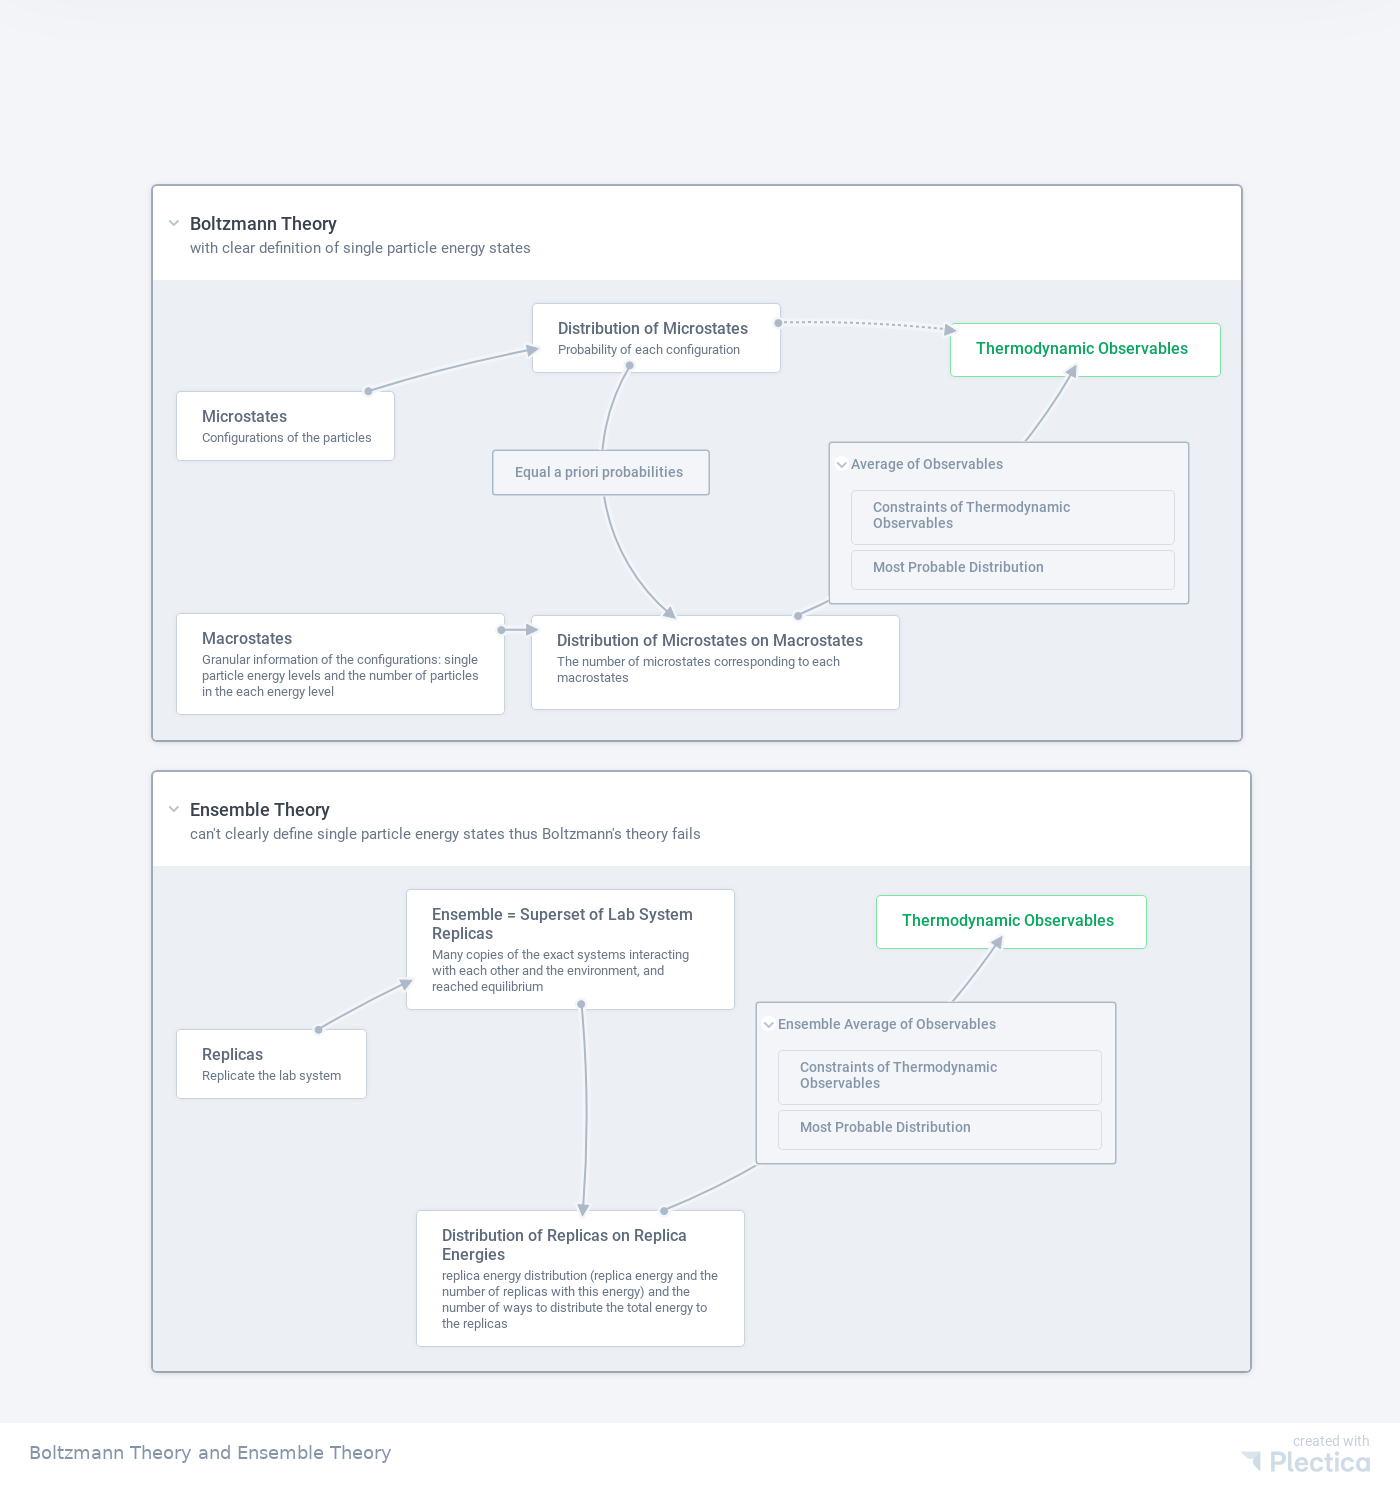 Boltzmann Theory
with clear definition of single particle energy states
Distribution of Microstates
Probability of each configuration
Thermodynamic Observables
Microstates
Configurations of the particles
Equal a priori probabilities
Average of Observables
Constraints of Thermodynamic
Observables
Most Probable Distribution
Macrostates
Granular information of the configurations: single
particle energy levels and the number of particles
in the each energy level
Distribution of Microstates on Macrostates
The number of microstates corresponding to each
macrostates
Ensemble Theory
can't clearly define single particle energy states thus Boltzmann's theory fails
Ensemble = Superset of Lab System
Replicas
Many copies of the exact systems interacting
with each other and the environment, and
reached equilibrium
Thermodynamic Observables
Replicas
Replicate the lab system
Ensemble Average of Observables
Constraints of Thermodynamic
Observables
Most Probable Distribution
Distribution of Replicas on Replica
Energies
replica energy distribution (replica energy and the
number of replicas with this energy) and the
number of ways to distribute the total energy to
the replicas
Boltzmann Theory and Ensemble Theory
created with
Plectica